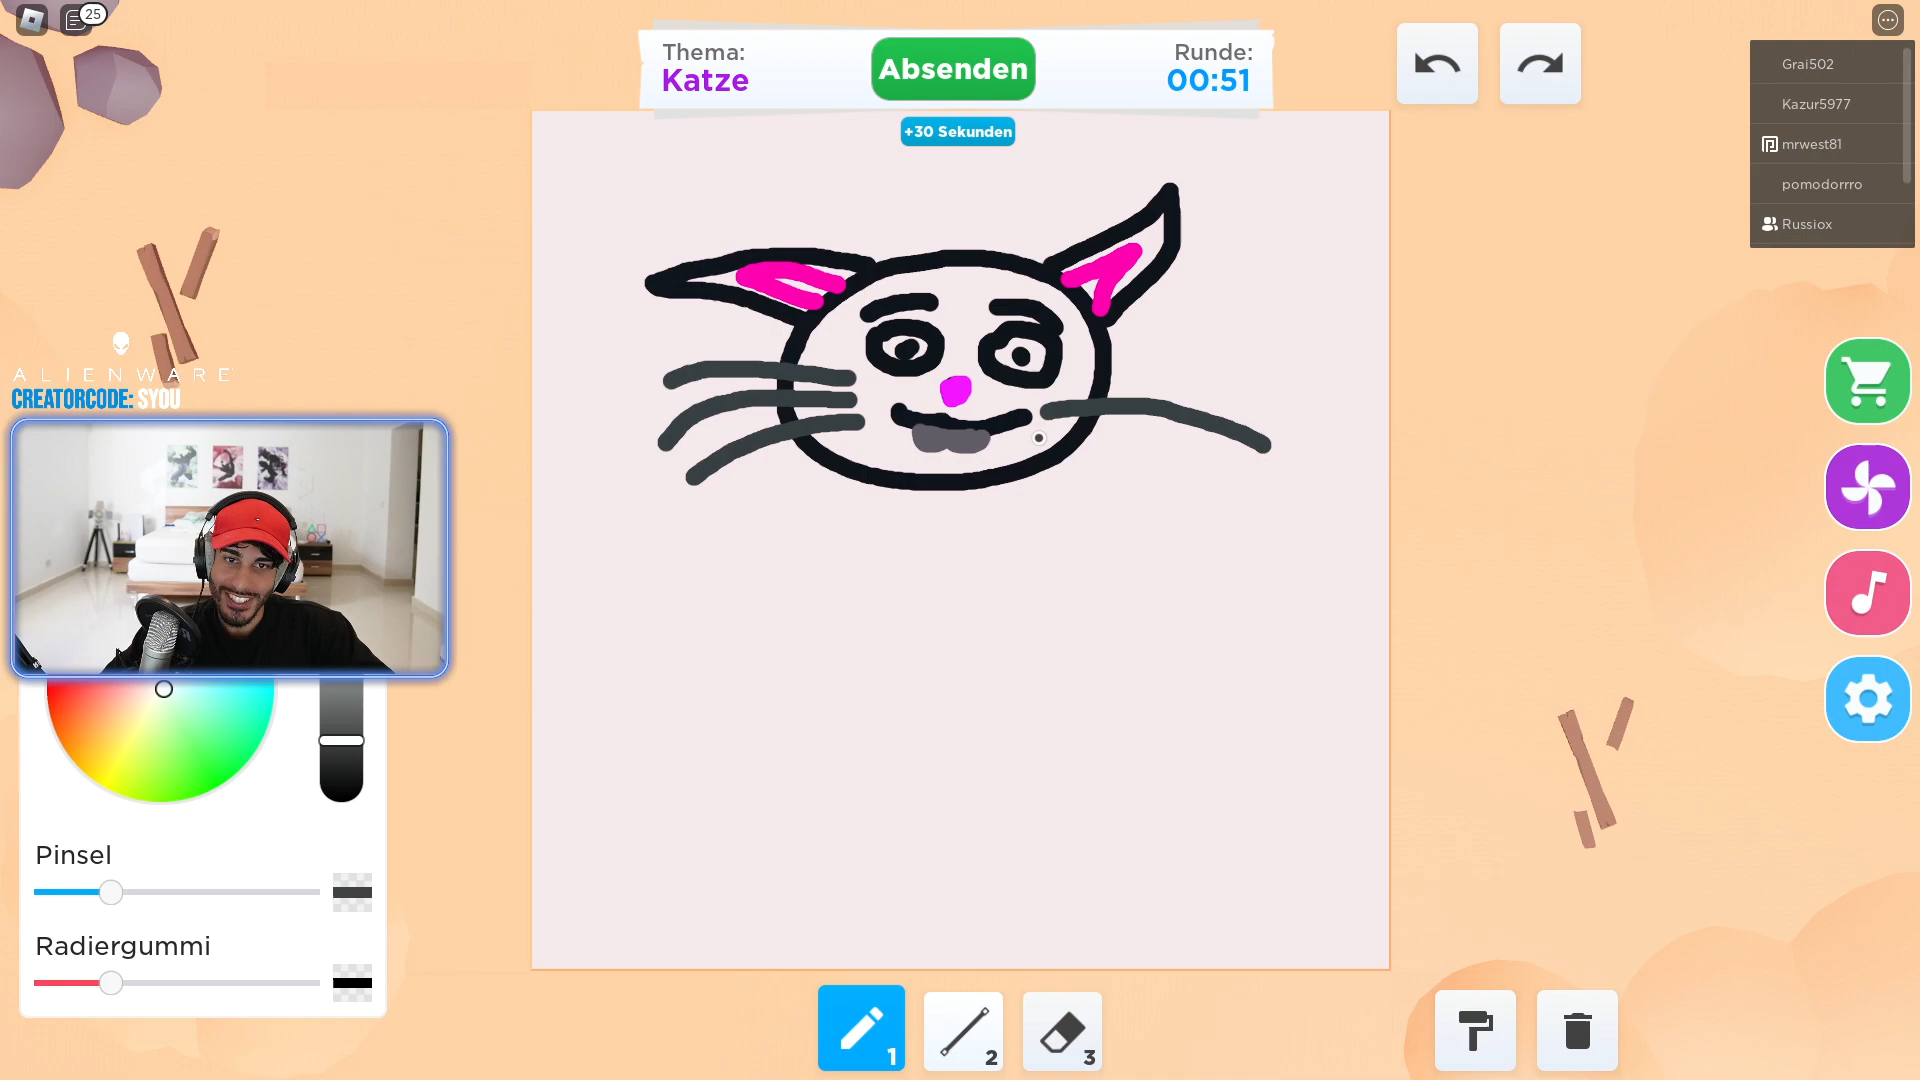 25
Thema:
Katze
Absenden
Runde:
00:51
+30 Sekunden
Grai502
Kazur5977
mrwest81
pomodorrro
Russiox
ALIENWARE
CREATORCODE: SYOU
Pinsel
Radiergummi
1
2
3